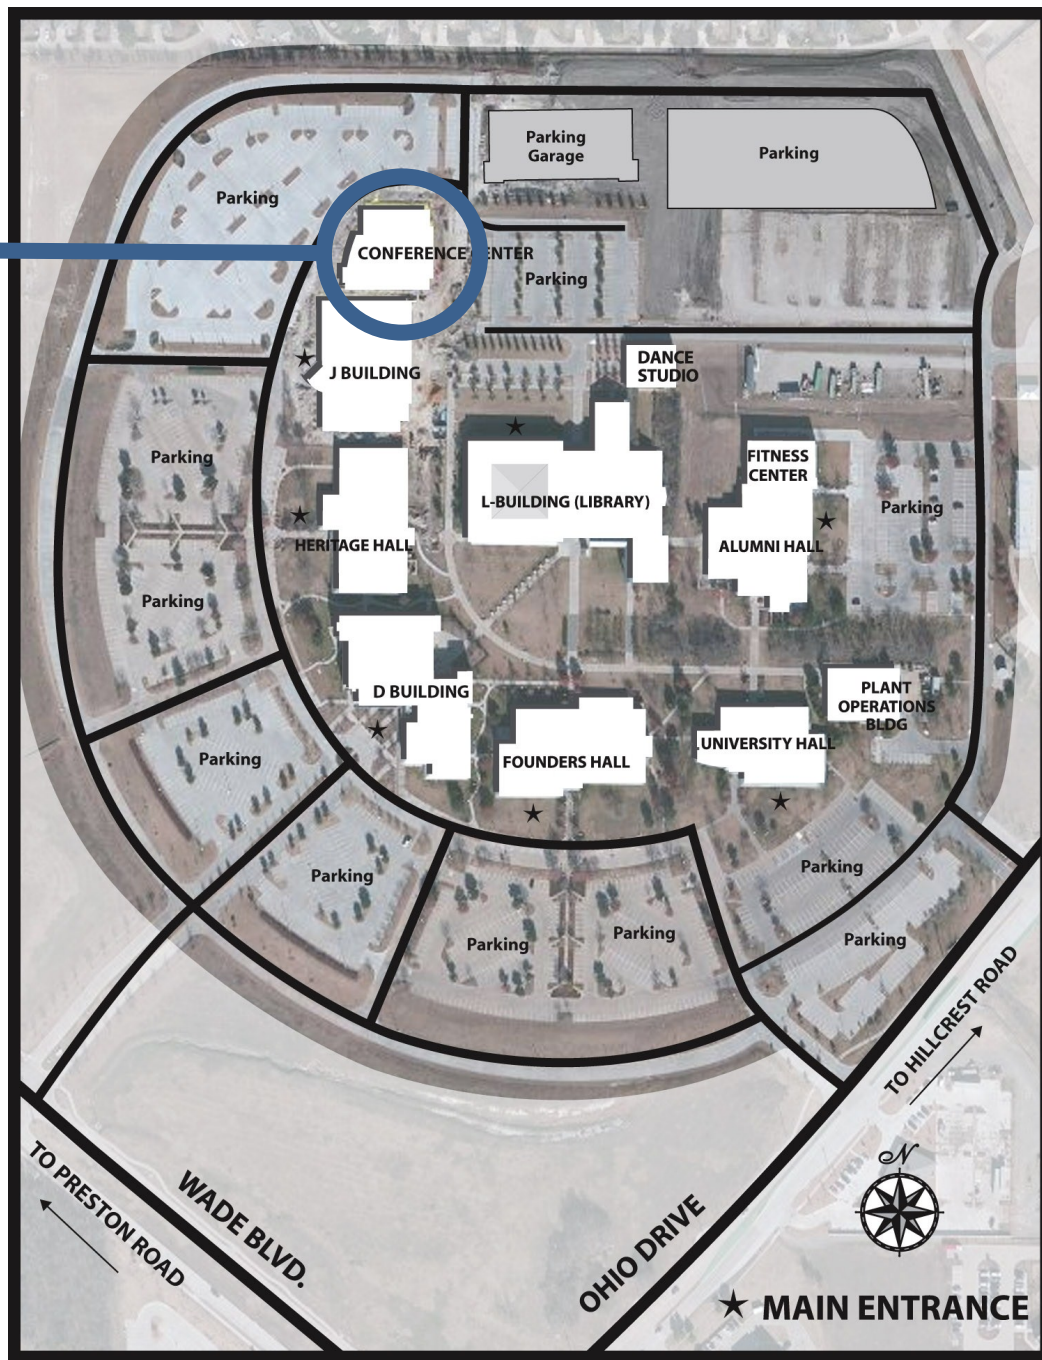 Parking
Garage
Parking
Parking
CONFERENCE CENTER
Parking
J BUILDING
DANCE
STUDIO
Parking
L-BUILDING (LIBRARY)
FITNESS
CENTER
Parking
HERITAGE HALL
ALUMNI HALL
Parking
D BUILDING
PLANT
OPERATIONS
BLDG
Parking
FOUNDERS HALL
UNIVERSITY HALL
Parking
Parking
Parking
Parking
Parking
TO HILLCREST ROAD
TO PRESTON ROAD
WADE BLVD.
OHIO DRIVE
N
MAIN ENTRANCE